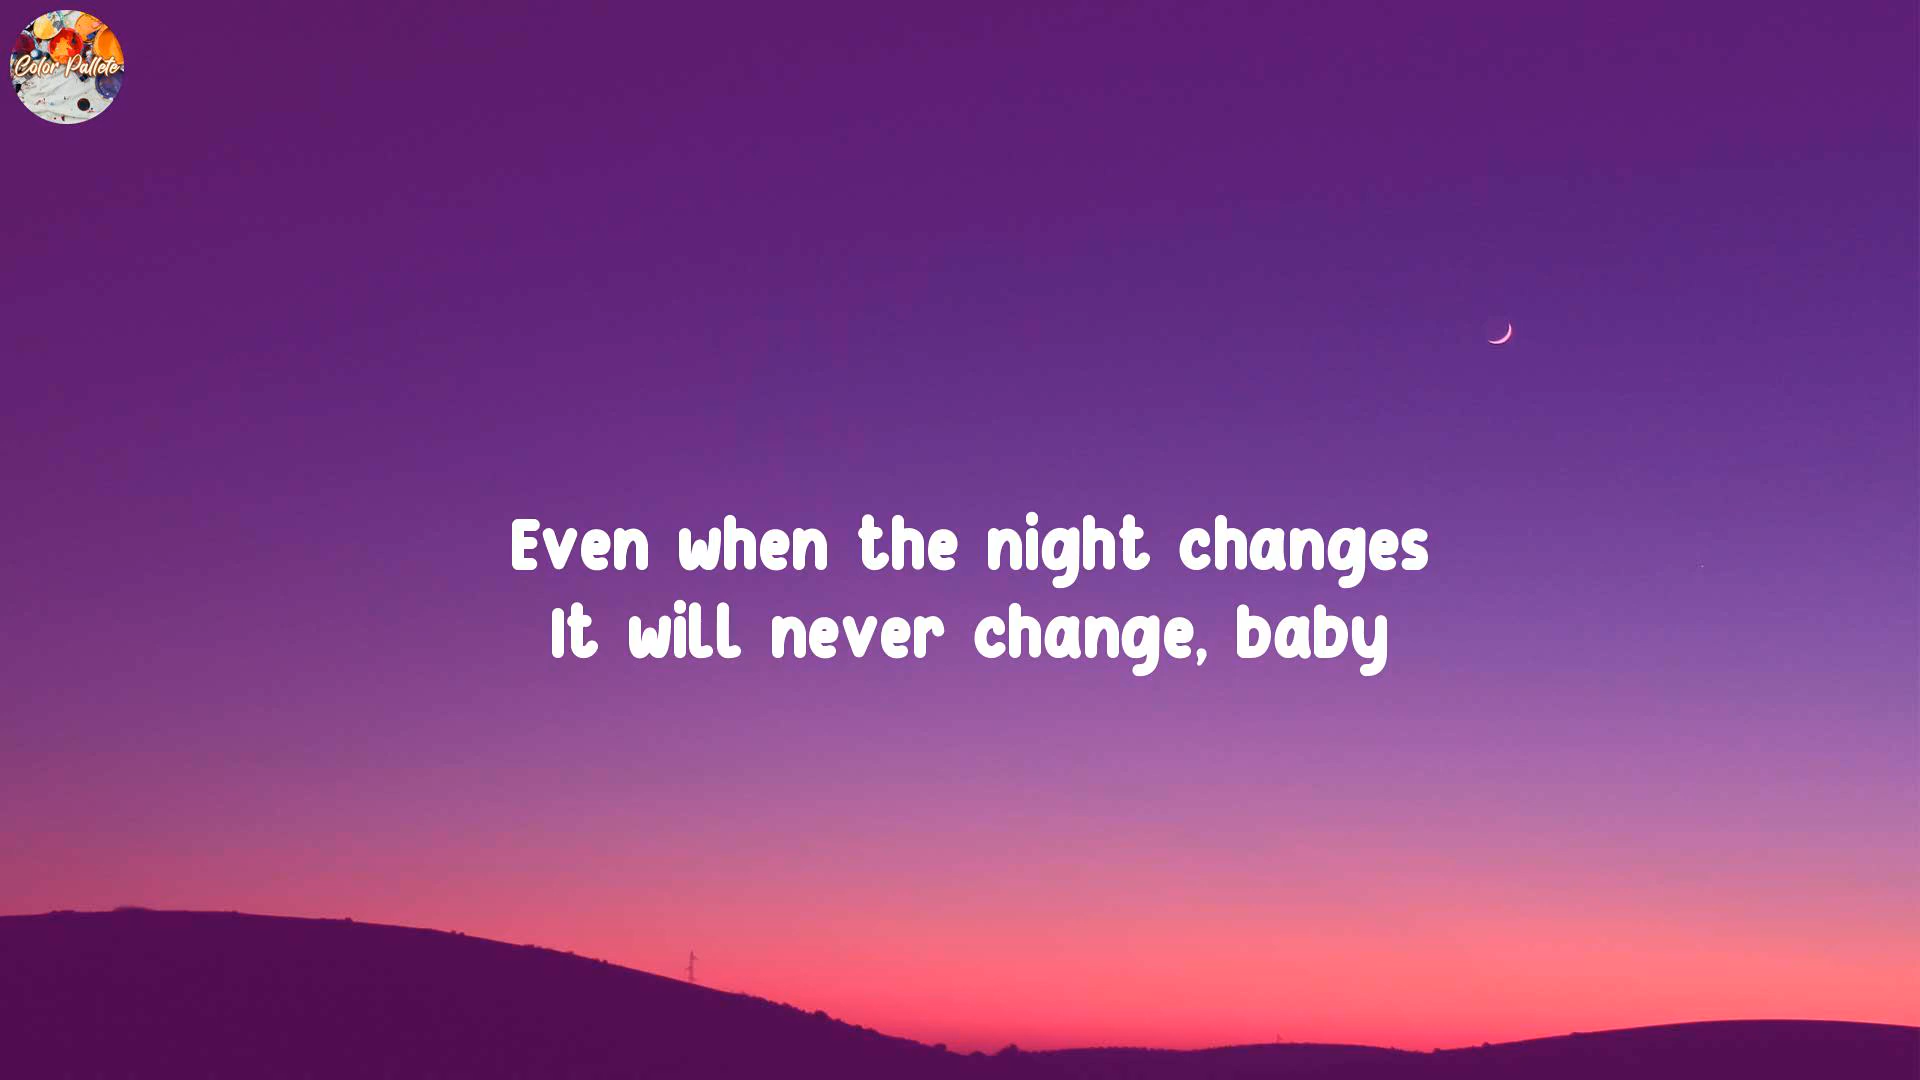 Color Pallete
Even when the night changes
It will never change, baby